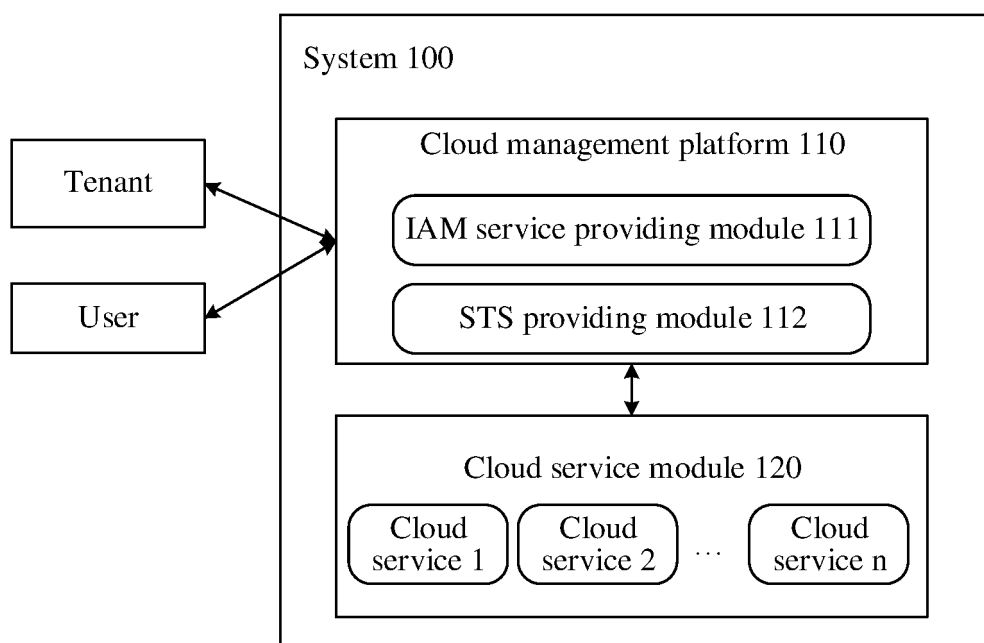 System 100
Cloud management platform 110
Tenant
IAM service providing module 111
User
STS providing module 112
Cloud service module 120
Cloud
service 1
Cloud
service 2
...
Cloud
service n